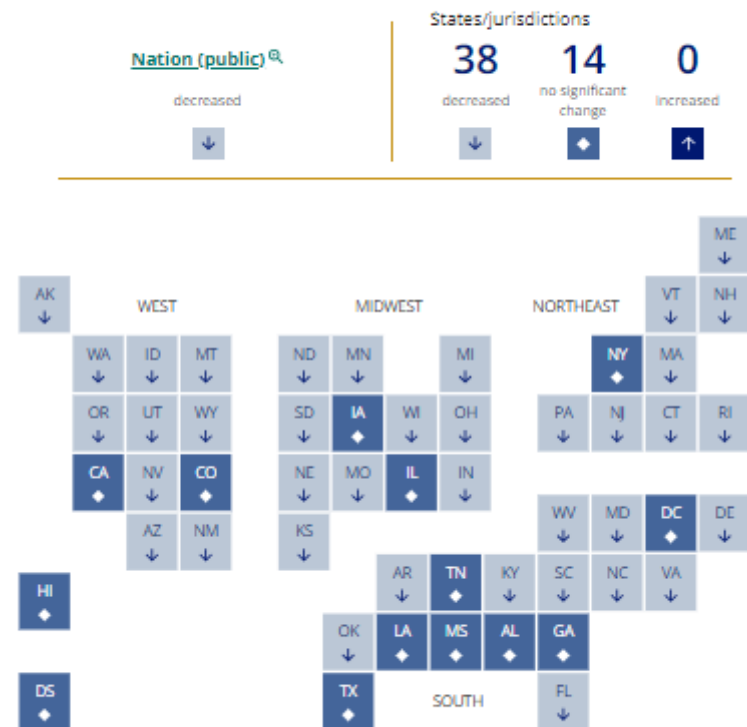 States/jurisdictions
Nation (public)
38 14 0
decreased
decreased no significant change increased
ME
AK WEST MIDWEST NORTHEAST VT NH
WA ID MT ND MN MI NY MA
OR UT WY SD IA WI OH PA NJ CT RI
CA NV CO NE MO IL IN
AZ NM KS WV MD DC DE
HI AR TN KY SC NC VA
OK LA MS AL GA
DS TX SOUTH FL